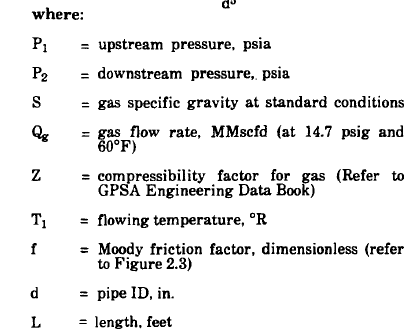 d⁵
where:
P₁ = upstream pressure, psia
P₂ = downstream pressure, psia
S = gas specific gravity at standard conditions
Qg = gas flow rate, MMscfd (at 14.7 psig and
60°F)
Z = compressibility factor for gas (Refer to
GPSA Engineering Data Book)
T₁ = flowing temperature, °R
f = Moody friction factor, dimensionless (refer
to Figure 2.3)
d = pipe ID, in.
L = length, feet